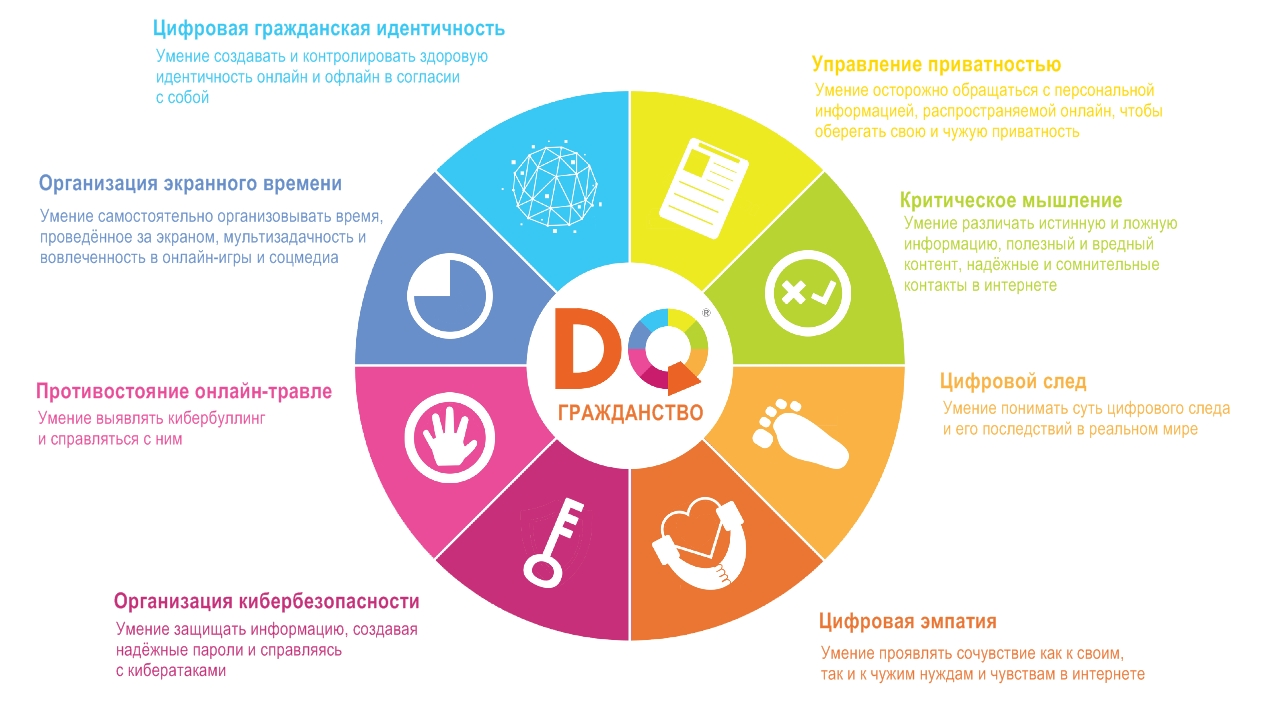 Цифровая гражданская идентичность
Умение создавать и контролировать здоровую
идентичность онлайн и офлайн в согласии
с собой
Управление приватностью
Умение осторожно обращаться с персональной
информацией, распространяемой онлайн, чтобы
оберегать свою и чужую приватность
Организация экранного времени
Умение самостоятельно организовывать время,
проведённое за экраном, мультизадачность и
вовлеченность в онлайн-игры и соцмедиа
Критическое мышление
Умение различать истинную и ложную
информацию, полезный и вредный
контент, надёжные и сомнительные
контакты в интернете
DQ®
ГРАЖДАНСТВО
Противостояние онлайн-травле
Умение выявлять кибербуллинг
и справляться с ним
Цифровой след
Умение понимать суть цифрового следа
и его последствий в реальном мире
Организация кибербезопасности
Умение защищать информацию, создавая
надёжные пароли и справляясь
с кибератаками
Цифровая эмпатия
Умение проявлять сочувствие как к своим,
так и к чужим нуждам и чувствам в интернете